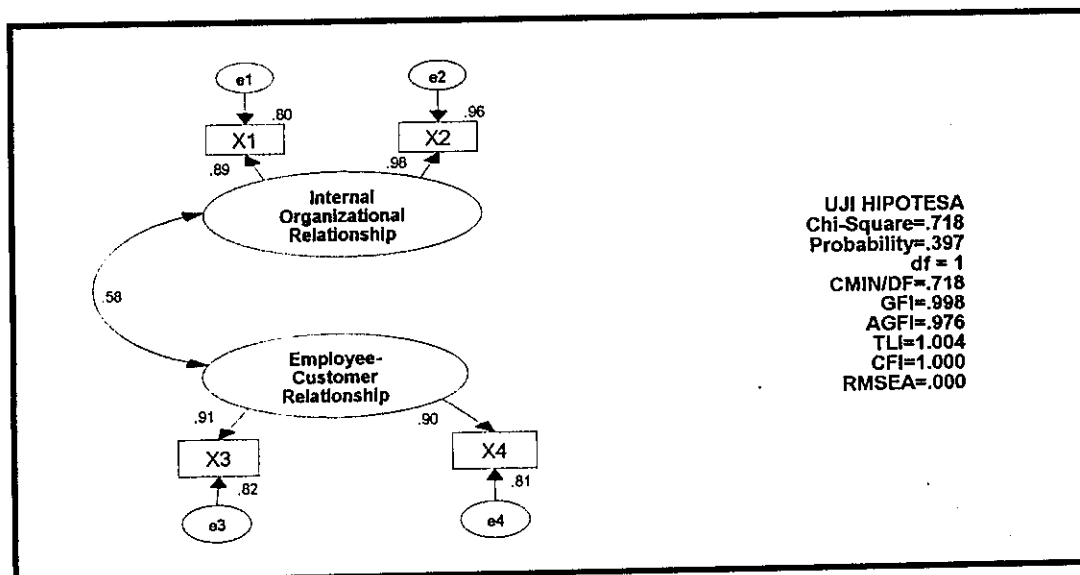 e1
e2
.80
.96
X1
X2
.89
.98
Internal
Organizational
Relationship
.58
Employee-
Customer
Relationship
.91
.90
X3
X4
.82
.81
e3
e4
UJI HIPOTESA
Chi-Square=.718
Probability=.397
df = 1
CMIN/DF=.718
GFI=.998
AGFI=.976
TLI=1.004
CFI=1.000
RMSEA=.000